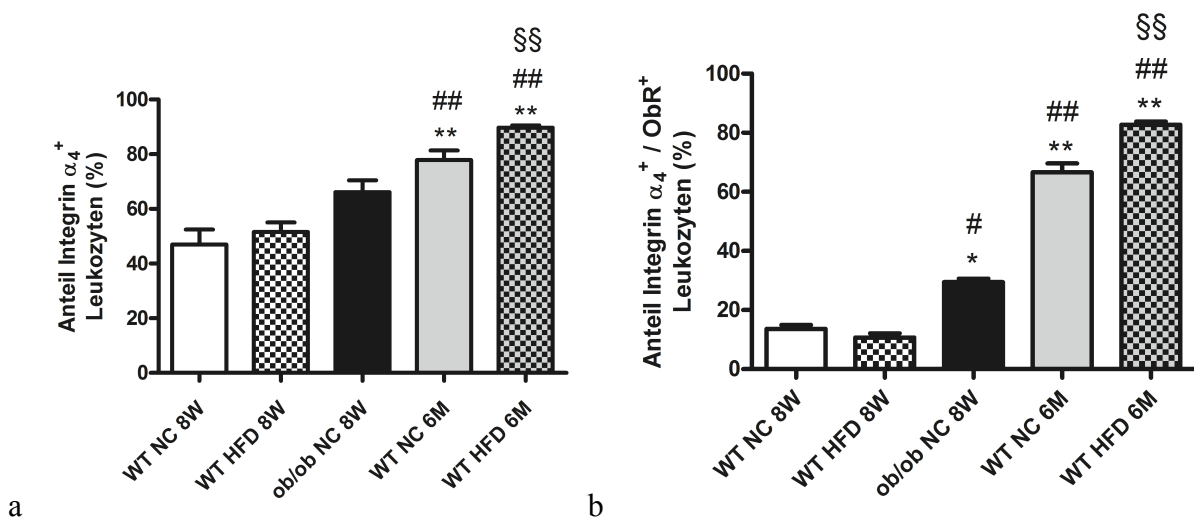 §§
##
**
##
**
100
80
60
40
20
0
Anteil Integrin α₄⁺
Leukozyten (%)
WT NC 8W
WT HFD 8W
ob/ob NC 8W
WT NC 6M
WT HFD 6M
a
§§
##
**
##
**
#
*
100
80
60
40
20
0
Anteil Integrin α₄⁺ / ObR⁺
Leukozyten (%)
WT NC 8W
WT HFD 8W
ob/ob NC 8W
WT NC 6M
WT HFD 6M
b